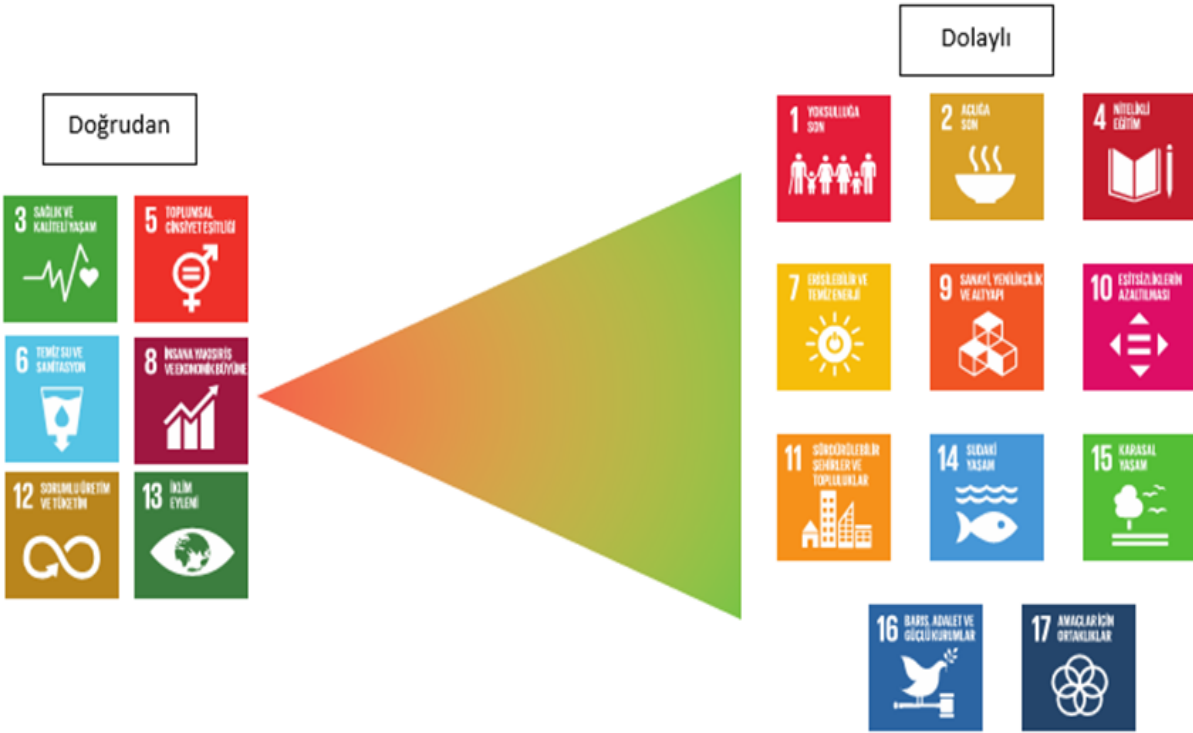 Doğrudan
3 SAĞLIK VE
KALİTELİ YAŞAM
5 TOPLUMSAL
CİNSİYET EŞİTLİĞİ
6 TEMİZ SU VE
SANİTASYON
8 İNSANA YAKIŞIR İŞ
VE EKONOMİK BÜYÜME
12 SORUMLU ÜRETİM
VE TÜKETİM
13 İKLİM
EYLEMİ
Dolaylı
1 YOKSULLUĞA
SON
2 AÇLIĞA
SON
4 NİTELİKLİ
EĞİTİM
7 ERİŞİLEBİLİR VE
TEMİZ ENERJİ
9 SANAYİ, YENİLİKÇİLİK
VE ALTYAPI
10 EŞİTSİZLİKLERİN
AZALTILMASI
11 SÜRDÜRÜLEBİLİR
ŞEHİRLER VE
TOPLULUKLAR
14 SUDAKİ
YAŞAM
15 KARASAL
YAŞAM
16 BARIŞ, ADALET VE
GÜÇLÜ KURUMLAR
17 AMAÇLAR İÇİN
ORTAKLIKLAR